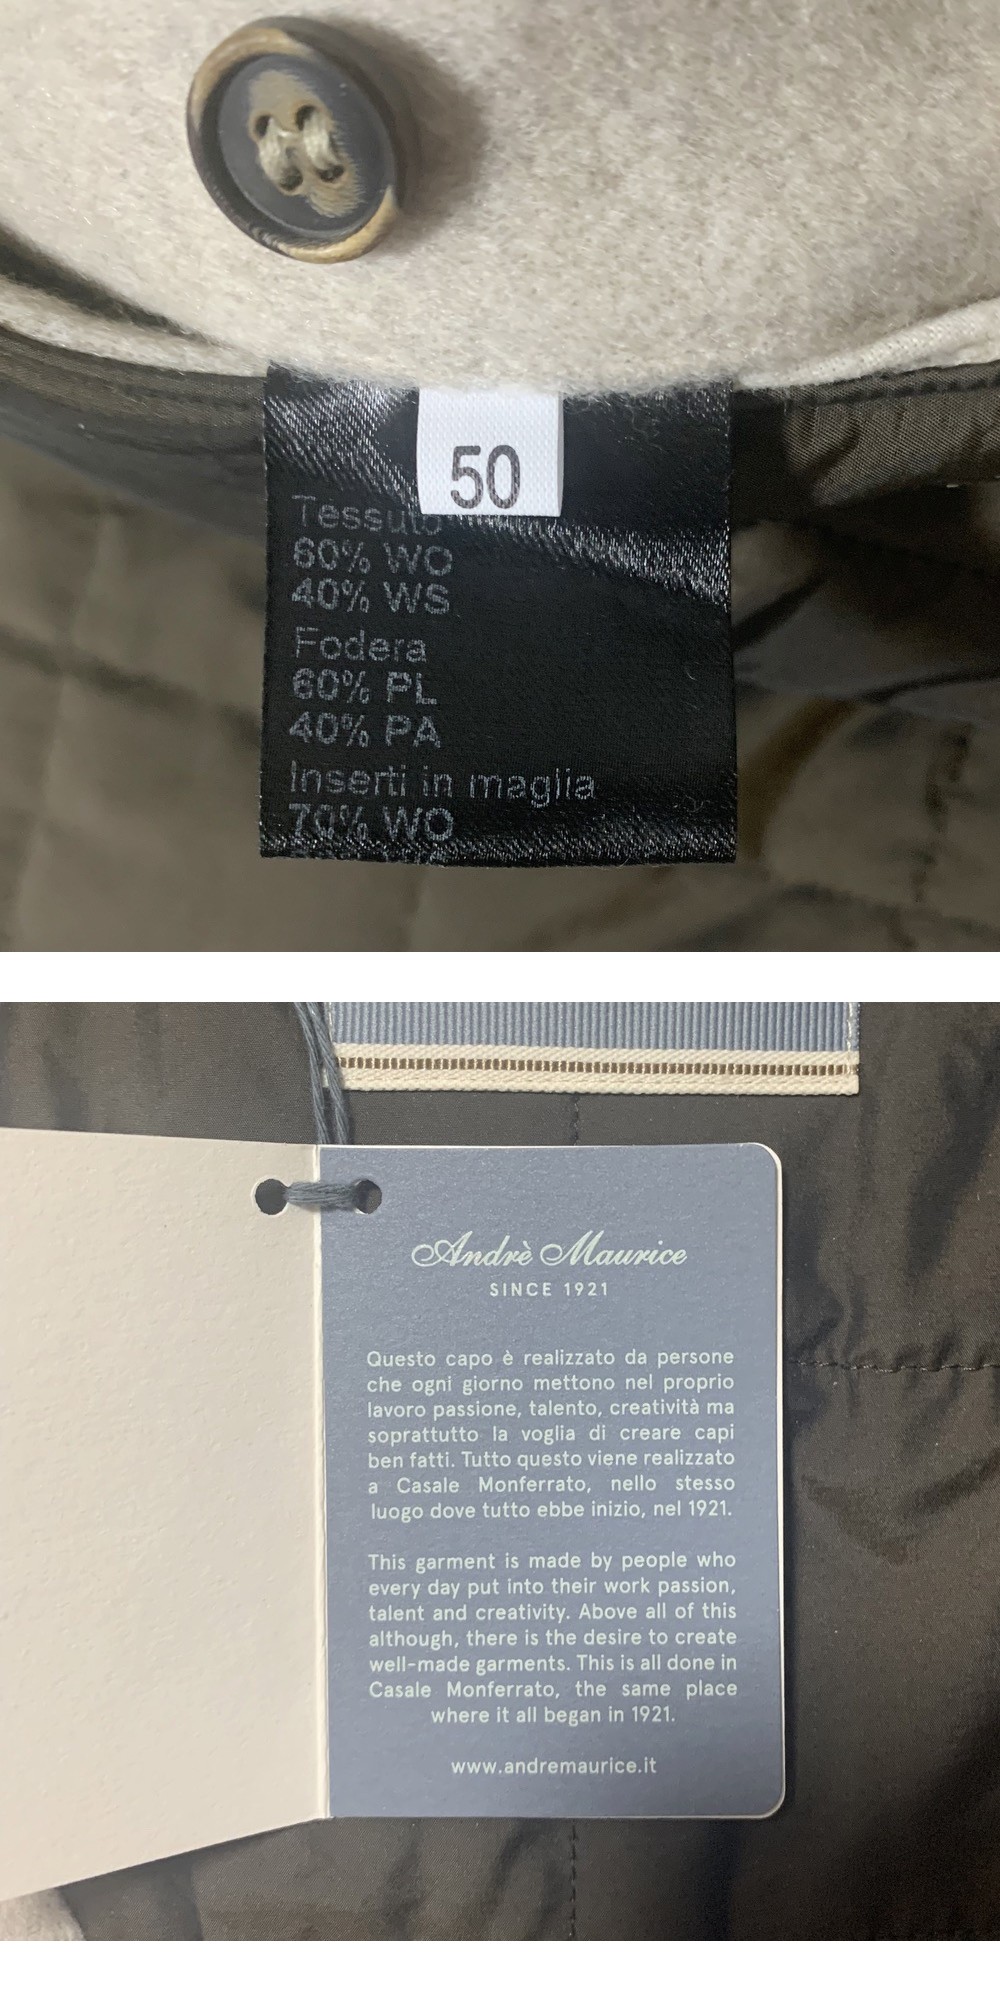 50
Tessuto
60% WO
40% WS
Fodera
60% PL
40% PA
Inserti in maglia
70% WO
Andrè Maurice
SINCE 1921
Questo capo è realizzato da persone
che ogni giorno mettono nel proprio
lavoro passione, talento, creatività ma
soprattutto la voglia di creare capi
ben fatti. Tutto questo viene realizzato
a Casale Monferrato, nello stesso
luogo dove tutto ebbe inizio, nel 1921.
This garment is made by people who
every day put into their work passion,
talent and creativity. Above all of this
although, there is the desire to create
well-made garments. This is all done in
Casale Monferrato, the same place
where it all began in 1921.
www.andremaurice.it